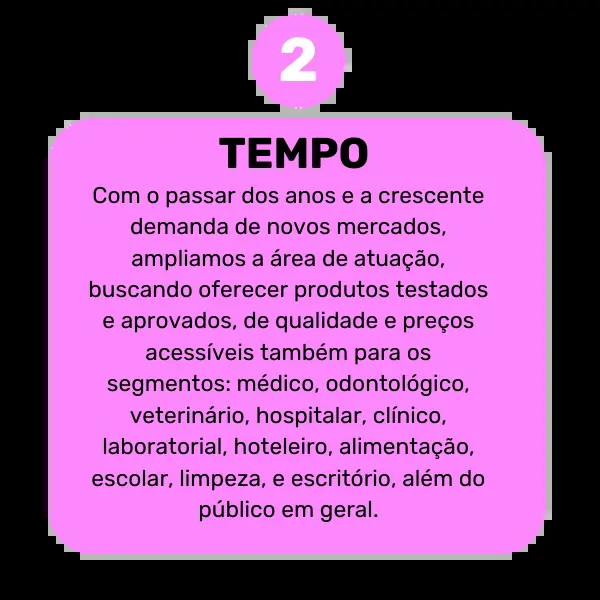 2
TEMPO
Com o passar dos anos e a crescente
demanda de novos mercados,
ampliamos a área de atuação,
buscando oferecer produtos testados
e aprovados, de qualidade e preços
acessíveis também para os
segmentos: médico, odontológico,
veterinário, hospitalar, clínico,
laboratorial, hoteleiro, alimentação,
escolar, limpeza, e escritório, além do
público em geral.